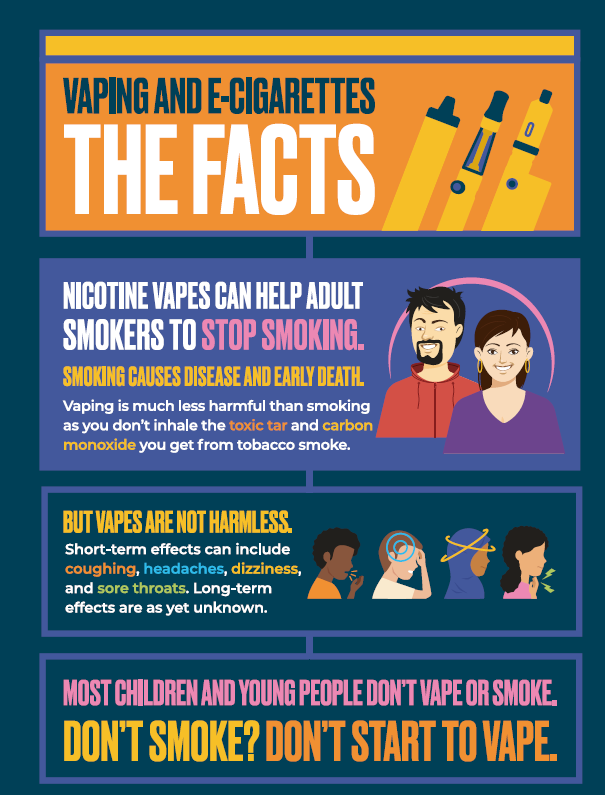 VAPING AND E-CIGARETTES
THE FACTS
NICOTINE VAPES CAN HELP ADULT
SMOKERS TO STOP SMOKING.
SMOKING CAUSES DISEASE AND EARLY DEATH.
Vaping is much less harmful than smoking
as you don't inhale the toxic tar and carbon
monoxide you get from tobacco smoke.
BUT VAPES ARE NOT HARMLESS.
Short-term effects can include
coughing, headaches, dizziness,
and sore throats. Long-term
effects are as yet unknown.
MOST CHILDREN AND YOUNG PEOPLE DON'T VAPE OR SMOKE.
DON'T SMOKE? DON'T START TO VAPE.